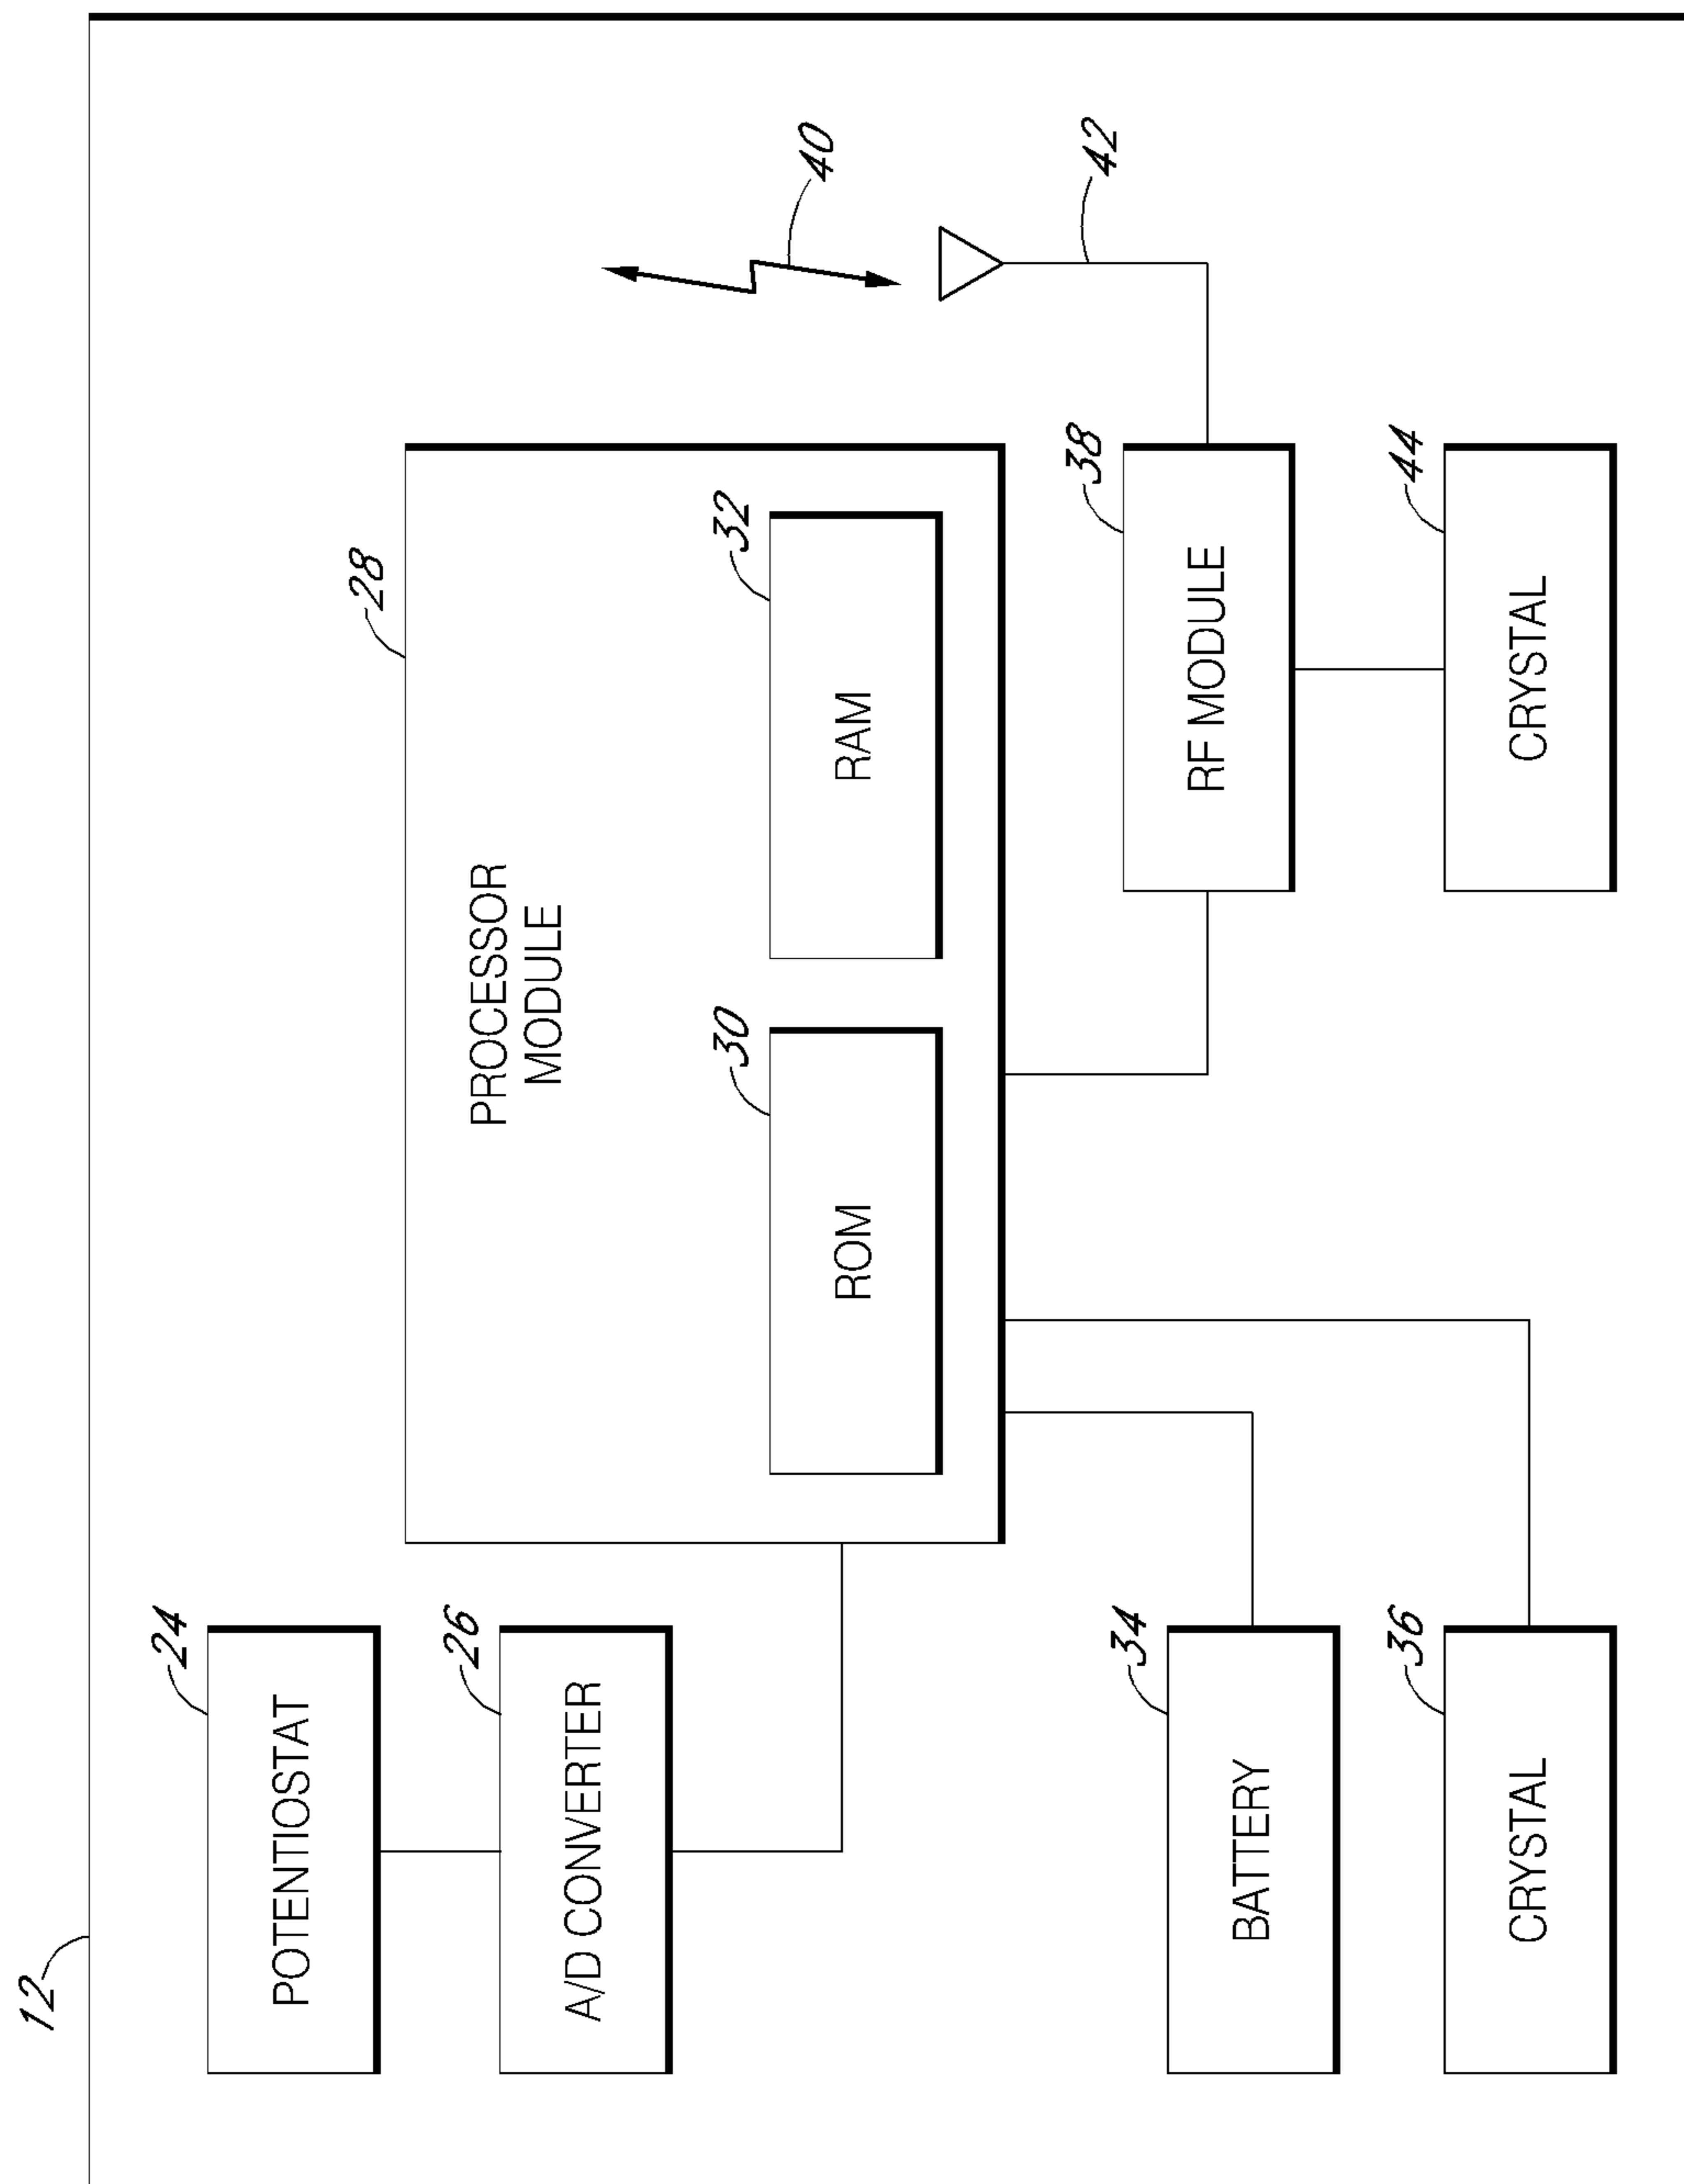 12
24
POTENTIOSTAT
26
A/D CONVERTER
28
PROCESSOR
MODULE
30
ROM
32
RAM
40
42
34
BATTERY
38
RF MODULE
36
CRYSTAL
44
CRYSTAL